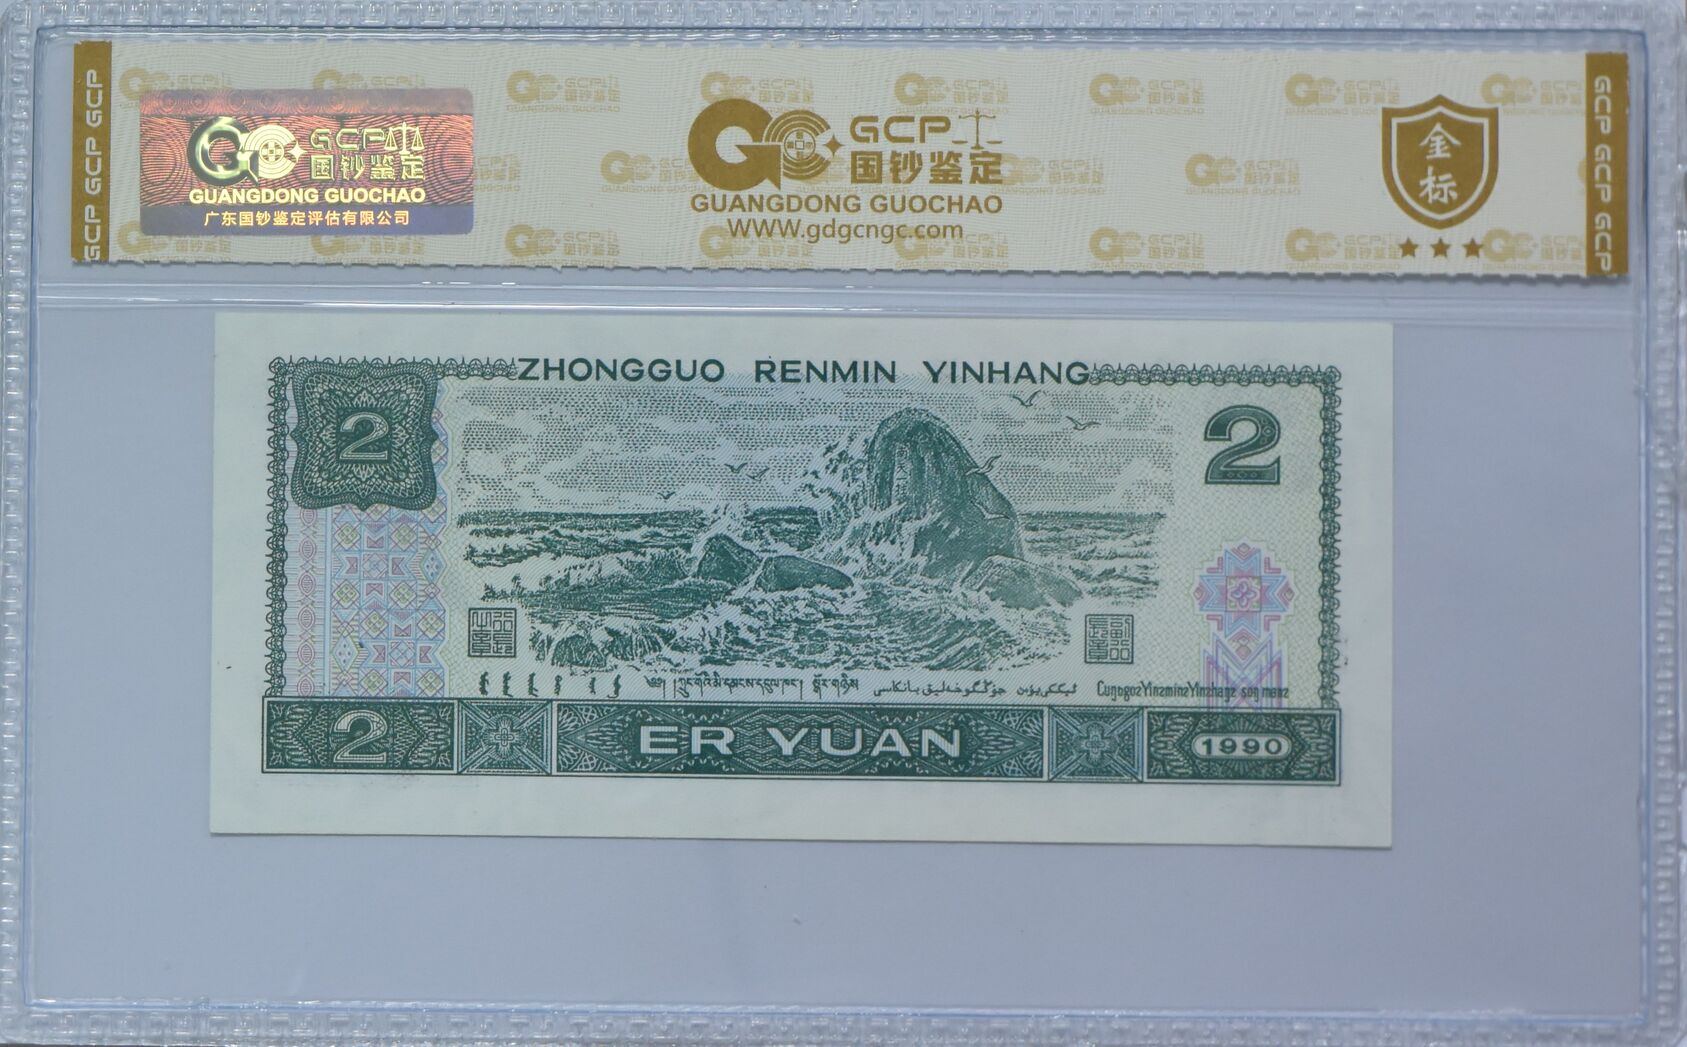 GCP GCP GCP
GCP
国钞鉴定
GUANGDONG GUOCHAO
广东国钞鉴定评估有限公司
GCP
国钞鉴定
GUANGDONG GUOCHAO
WWW.gdgcngc.com
金
标
GCP GCP GCP
ZHONGGUO RENMIN YINHANG
2
2
2
ER YUAN
1990